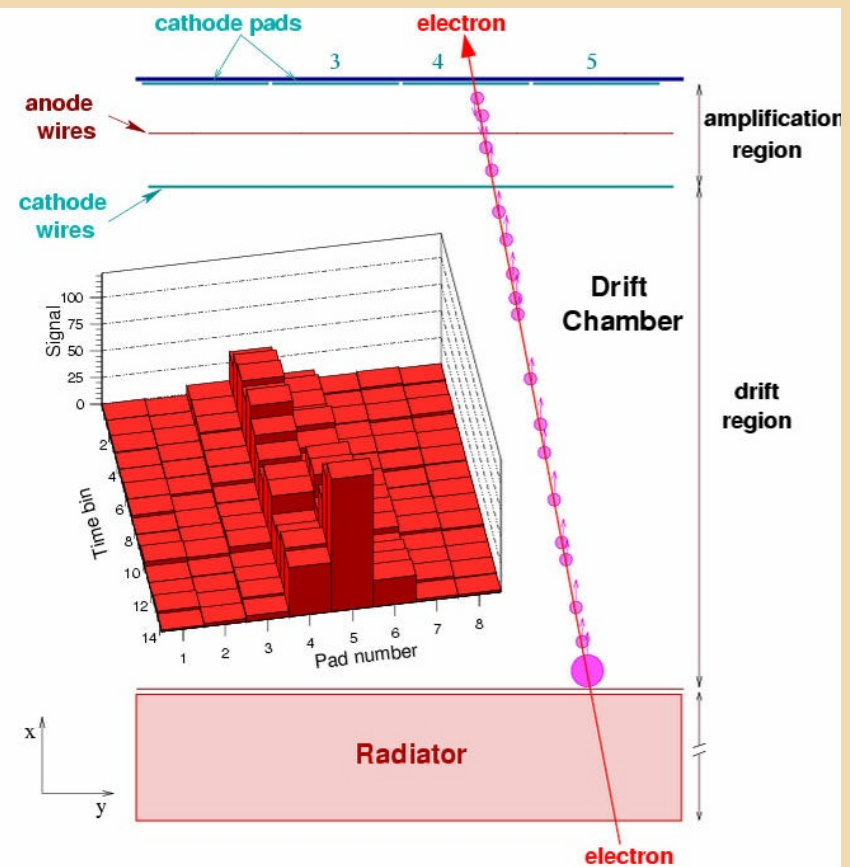 cathode pads
electron
3
4
5
anode
wires
amplification
region
cathode
wires
Drift
Chamber
drift
region
Signal
100
75
50
25
0
2
4
6
8
10
12
14
Time bin
1
2
3
4
5
6
7
8
Pad number
Radiator
x
y
electron